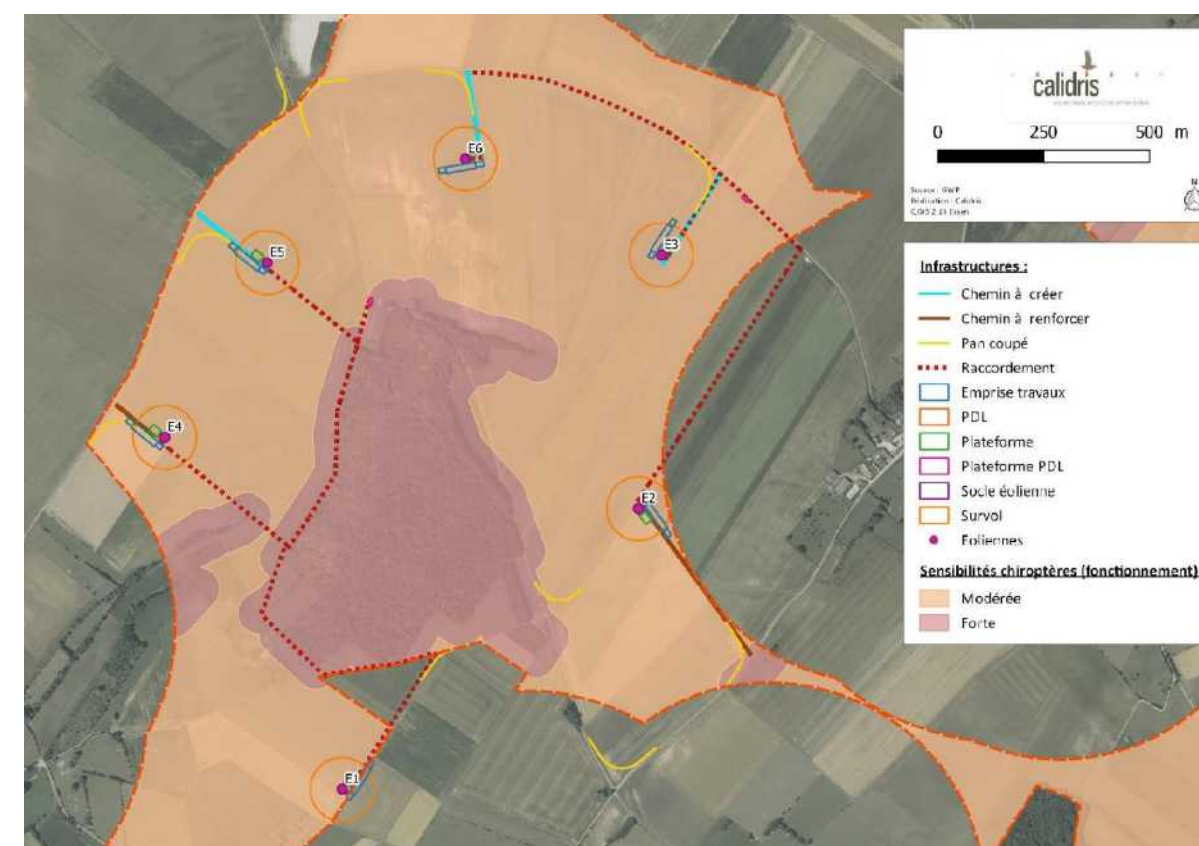 calidris
0 250 500 m
N
Infrastructures :
Chemin à créer
Chemin à renforcer
Pan coupé
Raccordement
Emprise travaux
PDL
Plateforme
Plateforme PDL
Socle éolienne
Survol
Eoliennes
Sensibilités chiroptères (fonctionnement)
Modérée
Forte
E6
E3
E5
E4
E2
E1